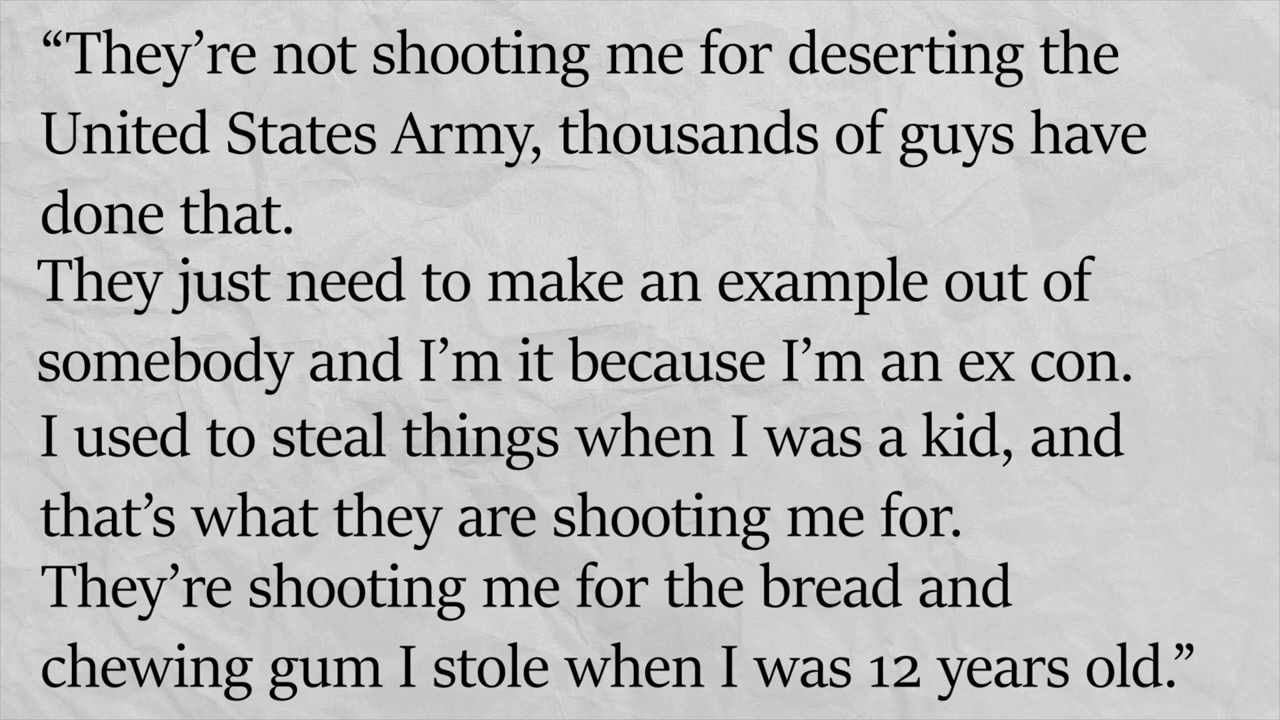 “They’re not shooting me for deserting the
United States Army, thousands of guys have
done that.
They just need to make an example out of
somebody and I’m it because I’m an ex con.
I used to steal things when I was a kid, and
that’s what they are shooting me for.
They’re shooting me for the bread and
chewing gum I stole when I was 12 years old.”